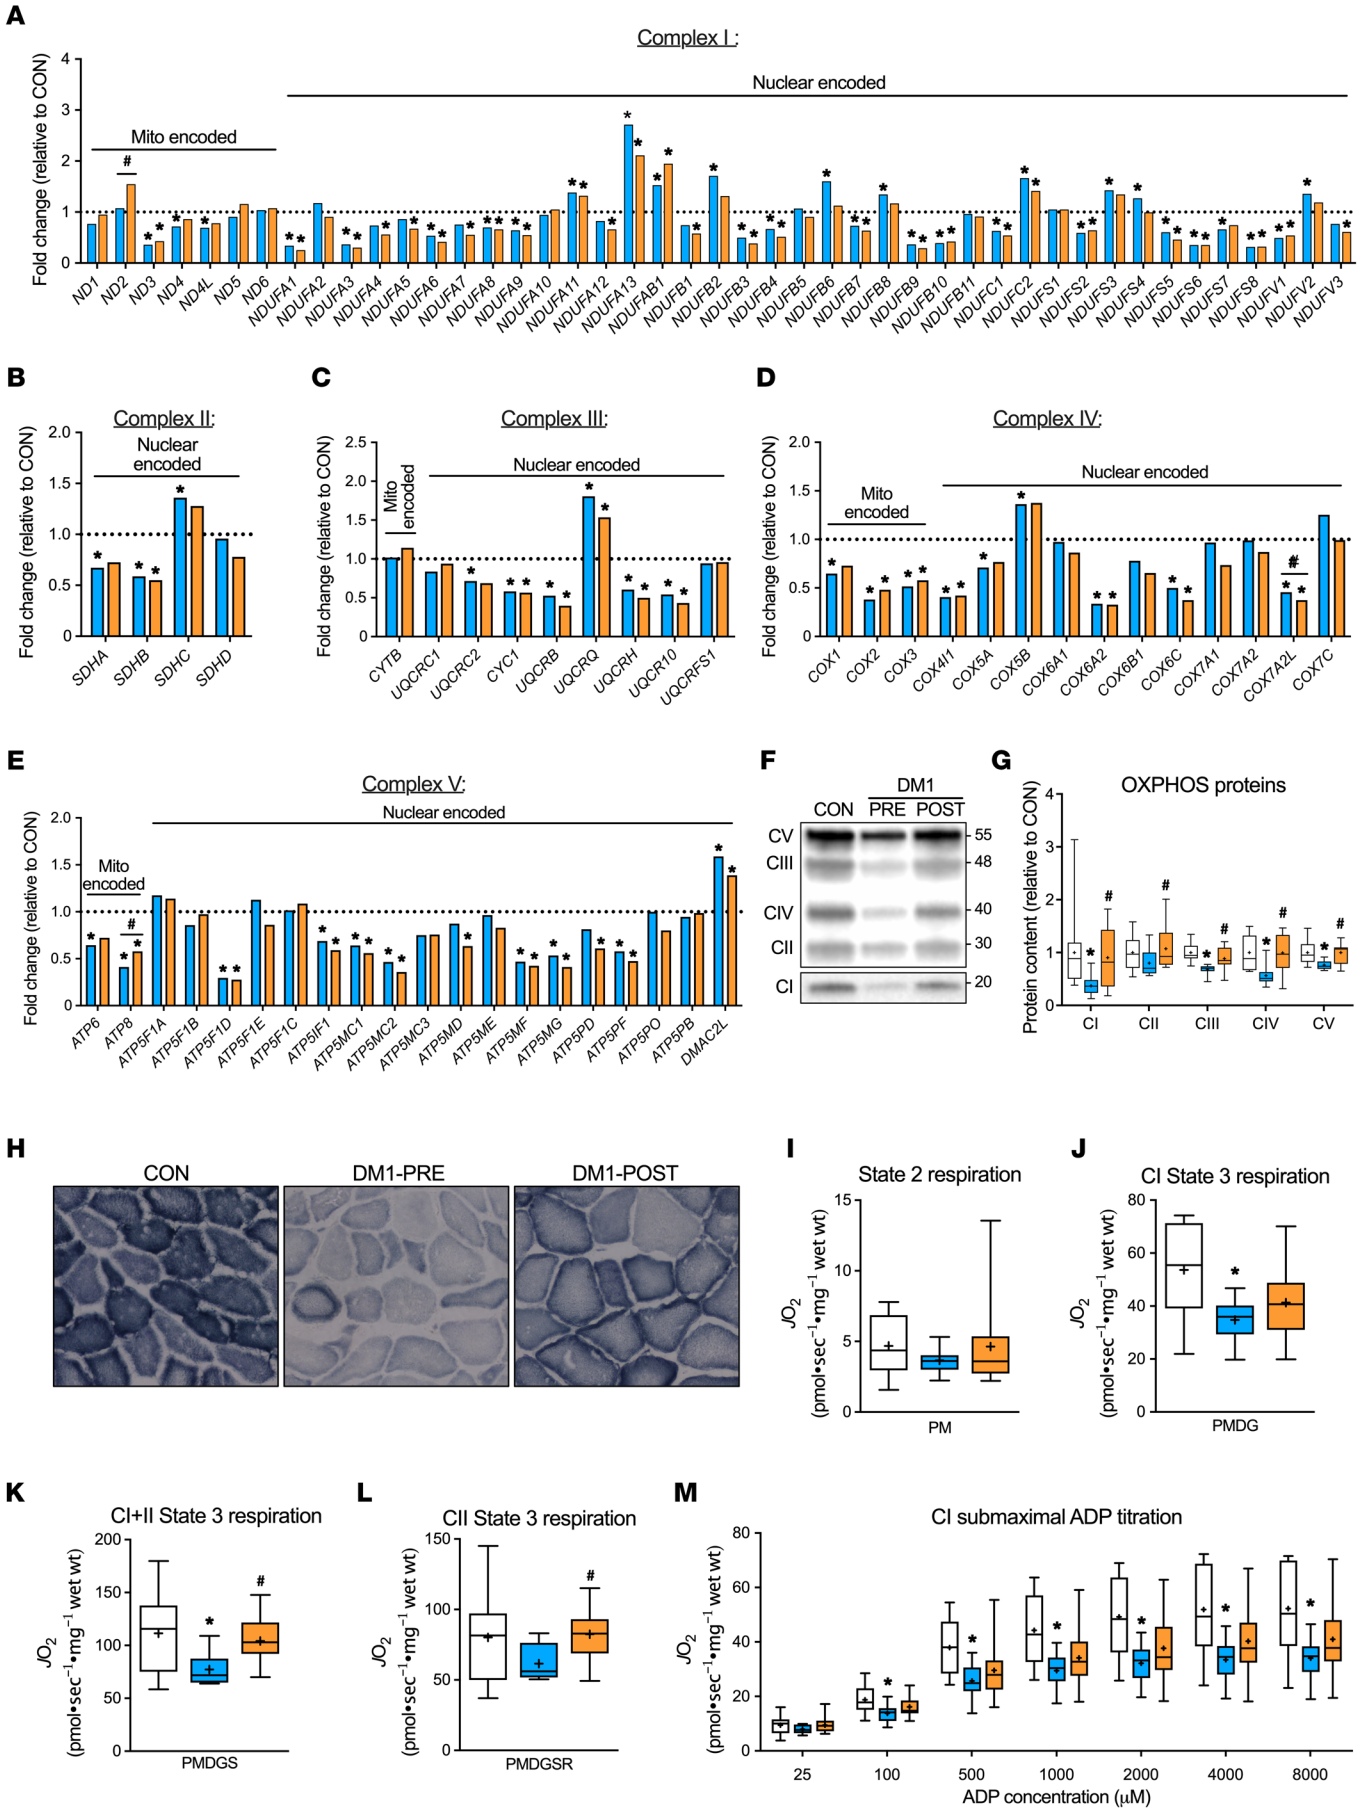 A
Complex I :
Fold change (relative to CON)
4
3
2
1
0
Mito encoded
Nuclear encoded
#
* * * * * * * * * * * * * * * * * * * * * * * * * * * * * * * * * * * * * * * * * * * * * * * * * * * * *
ND1 ND2 ND3 ND4 ND4L ND5 ND6 NDUFA1 NDUFA2 NDUFA3 NDUFA4 NDUFA5 NDUFA6 NDUFA7 NDUFA8 NDUFA9 NDUFA10 NDUFA11 NDUFA12 NDUFA13 NDUFAB1 NDUFB1 NDUFB2 NDUFB3 NDUFB4 NDUFB5 NDUFB6 NDUFB7 NDUFB8 NDUFB9 NDUFB10 NDUFB11 NDUFC1 NDUFC2 NDUFS1 NDUFS2 NDUFS3 NDUFS4 NDUFS5 NDUFS6 NDUFS7 NDUFS8 NDUFV1 NDUFV2 NDUFV3
B
Complex II:
Nuclear
encoded
Fold change (relative to CON)
2.0
1.5
1.0
0.5
0
* * * *
SDHA SDHB SDHC SDHD
C
Complex III:
Mito
encoded
Nuclear encoded
Fold change (relative to CON)
2.5
2.0
1.5
1.0
0.5
0
* * * * * * * * * * *
CYTB UQCRC1 UQCRC2 CYC1 UQCRB UQCRQ UQCRH UQCR10 UQCRFS1
D
Complex IV:
Mito
encoded
Nuclear encoded
Fold change (relative to CON)
2.0
1.5
1.0
0.5
0
#
* * * * * * * * * * * * * * *
COX1 COX2 COX3 COX4I1 COX5A COX5B COX6A1 COX6A2 COX6B1 COX6C COX7A1 COX7A2 COX7A2L COX7C
E
Complex V:
Mito
encoded
Nuclear encoded
Fold change (relative to CON)
2.0
1.5
1.0
0.5
0
#
* * * * * * * * * * * * * * * * * * * * *
ATP6 ATP8 ATP5F1A ATP5F1B ATP5F1D ATP5F1E ATP5F1C ATP5IF1 ATP5MC1 ATP5MC2 ATP5MC3 ATP5MD ATP5ME ATP5MF ATP5MG ATP5PD ATP5PF ATP5PO ATP5PB DMAC2L
F
DM1
CON PRE POST
CV 55
CIII 48
CIV 40
CII 30
CI 20
G
OXPHOS proteins
Protein content (relative to CON)
4
3
2
1
0
* # # * # * # * #
CI CII CIII CIV CV
H
CON DM1-PRE DM1-POST
I
State 2 respiration
JO2
(pmol•sec−1•mg−1 wet wt)
15
10
5
0
PM
J
CI State 3 respiration
JO2
(pmol•sec−1•mg−1 wet wt)
80
60
40
20
0
*
PMDG
K
CI+II State 3 respiration
JO2
(pmol•sec−1•mg−1 wet wt)
200
150
100
50
0
* #
PMDGS
L
CII State 3 respiration
JO2
(pmol•sec−1•mg−1 wet wt)
150
100
50
0
#
PMDGSR
M
CI submaximal ADP titration
JO2
(pmol•sec−1•mg−1 wet wt)
80
60
40
20
0
* * * * * *
25 100 500 1000 2000 4000 8000
ADP concentration (μM)